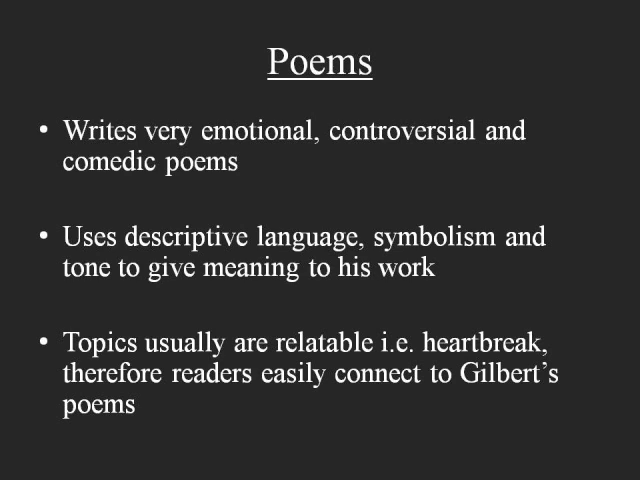 Poems
• Writes very emotional, controversial and
comedic poems
• Uses descriptive language, symbolism and
tone to give meaning to his work
• Topics usually are relatable i.e. heartbreak,
therefore readers easily connect to Gilbert’s
poems